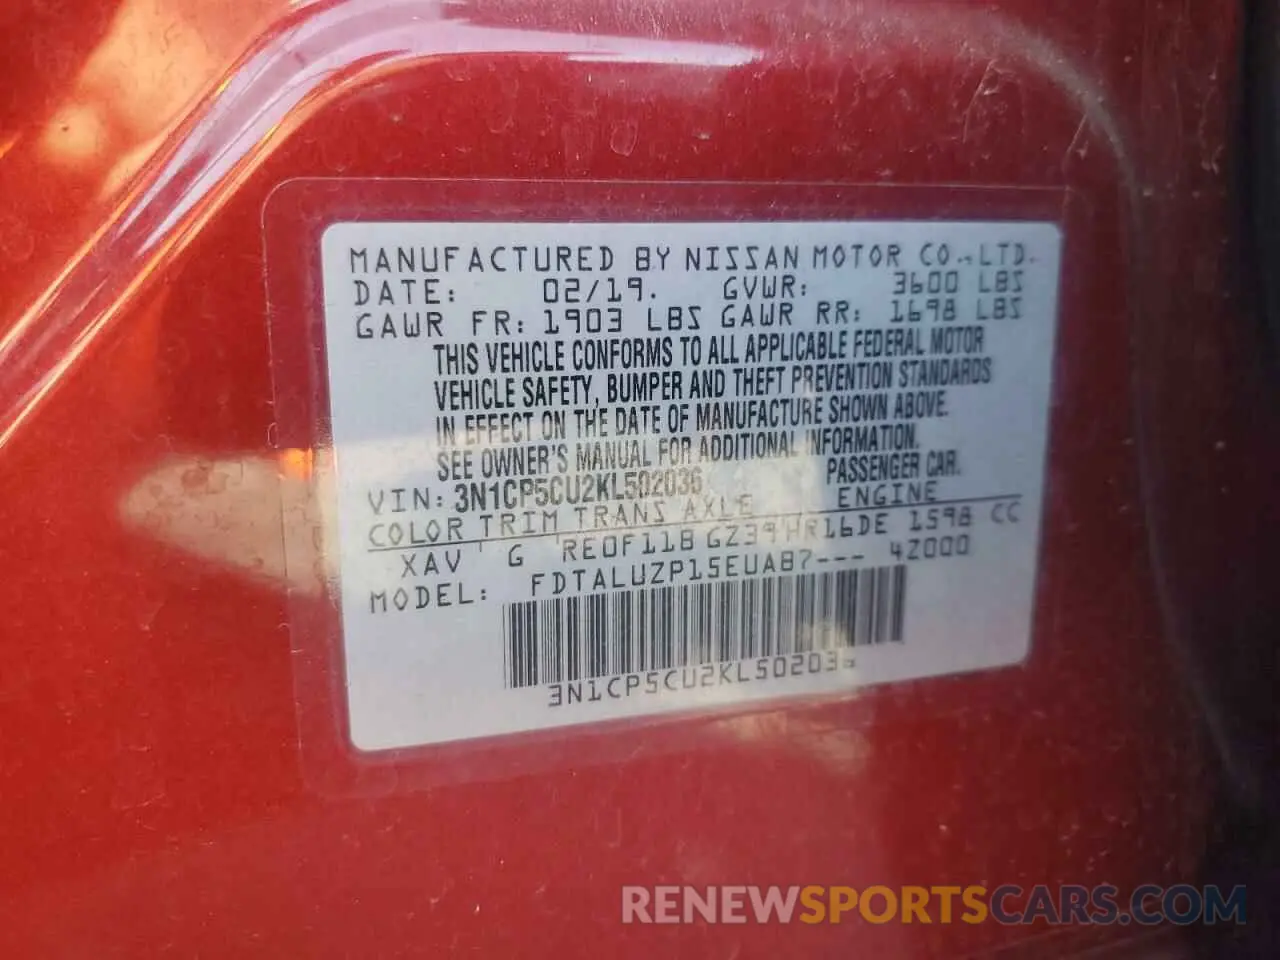 MANUFACTURED BY NISSAN MOTOR CO.,LTD.
DATE: 02/19. GVWR: 3600 LBS
GAWR FR: 1903 LBS GAWR RR: 1698 LBS
THIS VEHICLE CONFORMS TO ALL APPLICABLE FEDERAL MOTOR
VEHICLE SAFETY, BUMPER AND THEFT PREVENTION STANDARDS
IN EFFECT ON THE DATE OF MANUFACTURE SHOWN ABOVE.
SEE OWNER'S MANUAL FOR ADDITIONAL INFORMATION.
VIN: 3N1CP5CU2KL502036 PASSENGER CAR.
COLOR TRIM TRANS AXLE ENGINE
XAV G RE0F11B GZ39 HR16DE 1598 CC
MODEL: FDTALUZP15EUAB7--- 42000
3N1CP5CU2KL502036
RENEWSPORTSCARS.COM